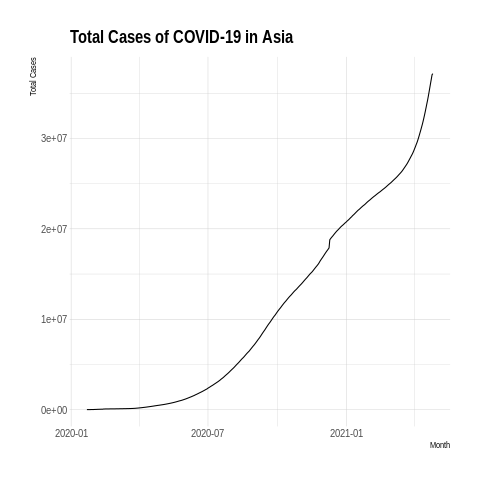 Total Cases of COVID-19 in Asia
Total Cases
3e+07
2e+07
1e+07
0e+00
2020-01 2020-07 2021-01
Month